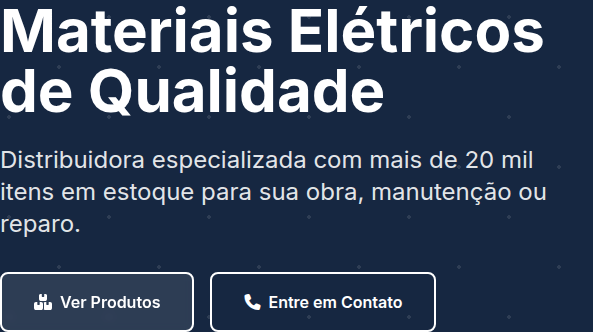 Materiais Elétricos
de Qualidade
Distribuidora especializada com mais de 20 mil
itens em estoque para sua obra, manutenção ou
reparo.
Ver Produtos
Entre em Contato